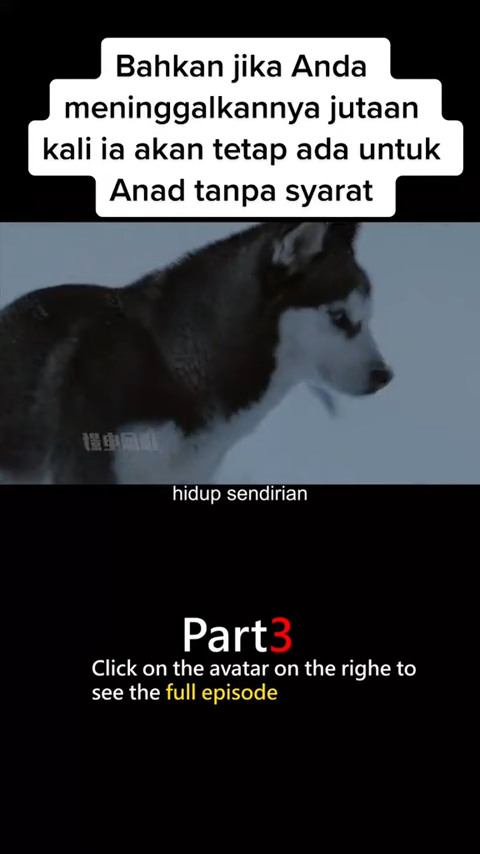 Bahkan jika Anda
meninggalkannya jutaan
kali ia akan tetap ada untuk
Anad tanpa syarat
hidup sendirian
Part3
Click on the avatar on the righe to
see the full episode